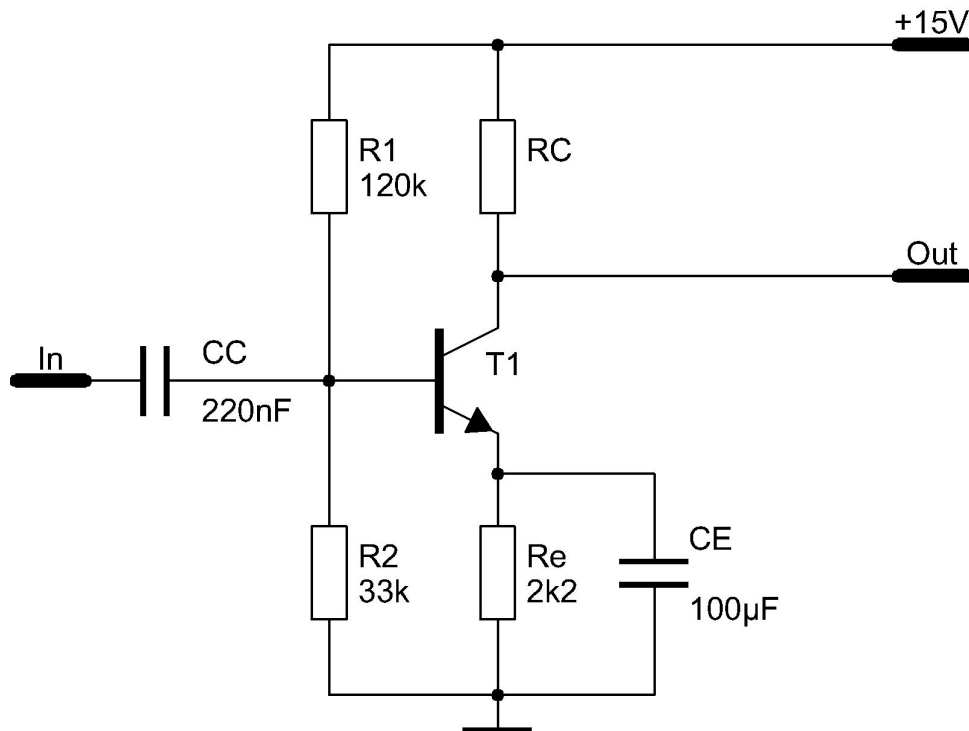 +15V
R1
120k
RC
Out
In
CC
220nF
T1
R2
33k
Re
2k2
CE
100µF